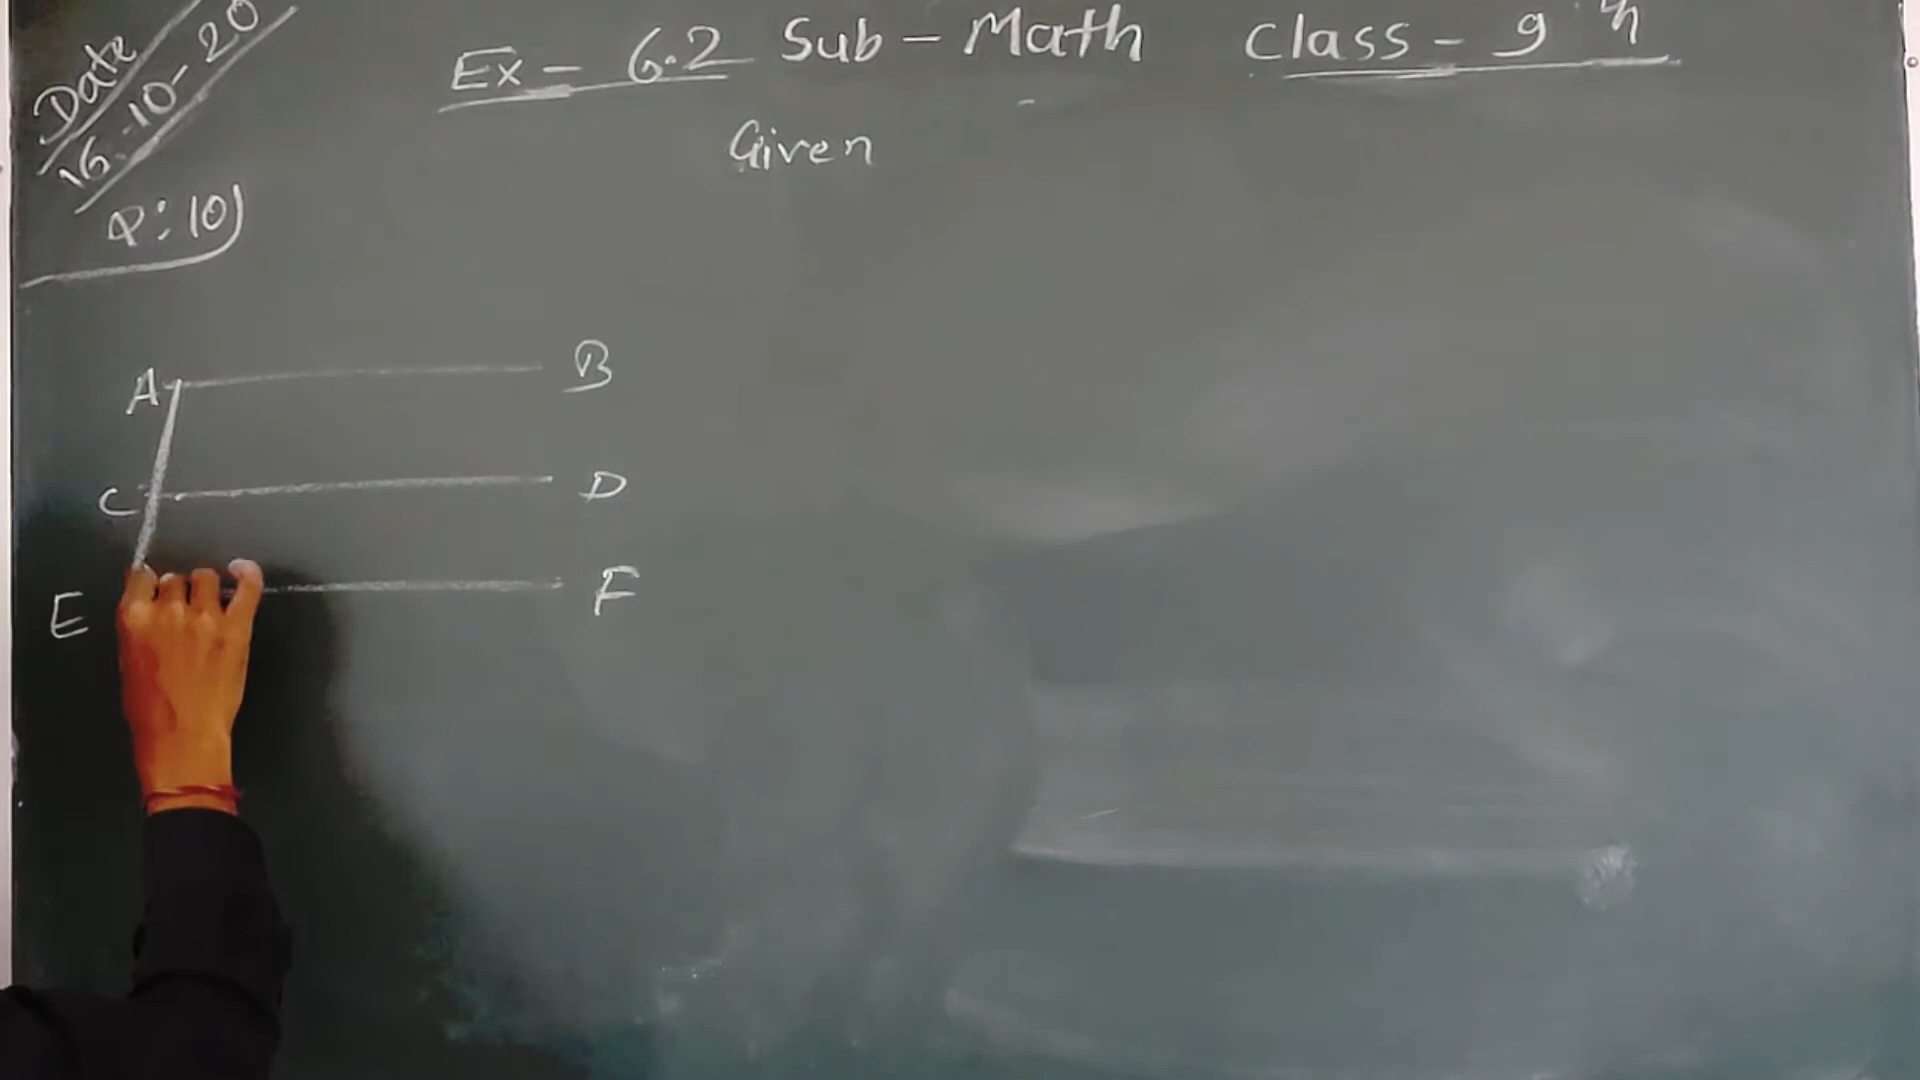 Date
16-10-20
Ex - 6.2 Sub - Math Class - 9th
Q: 10)
Given
A B
C D
E F